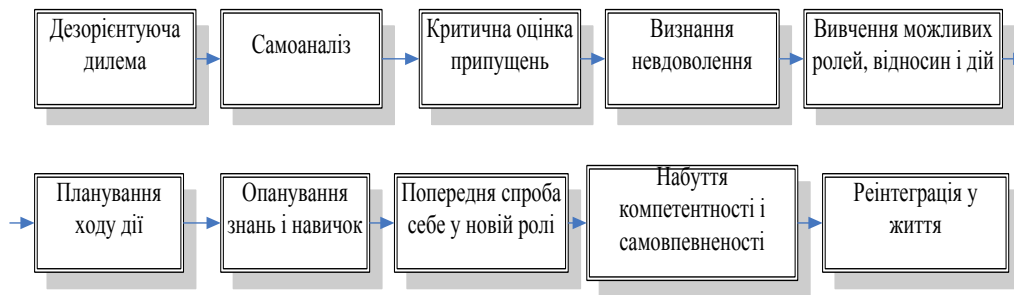 Дезорієнтуюча
дилема
Самоаналіз
Критична оцінка
припущень
Визнання
невдоволення
Вивчення можливих
ролей, відносин і дій
Планування
ходу дії
Опанування
знань і навичок
Попередня спроба
себе у новій ролі
Набуття
компетентності і
самовпевненості
Реінтеграція у
життя